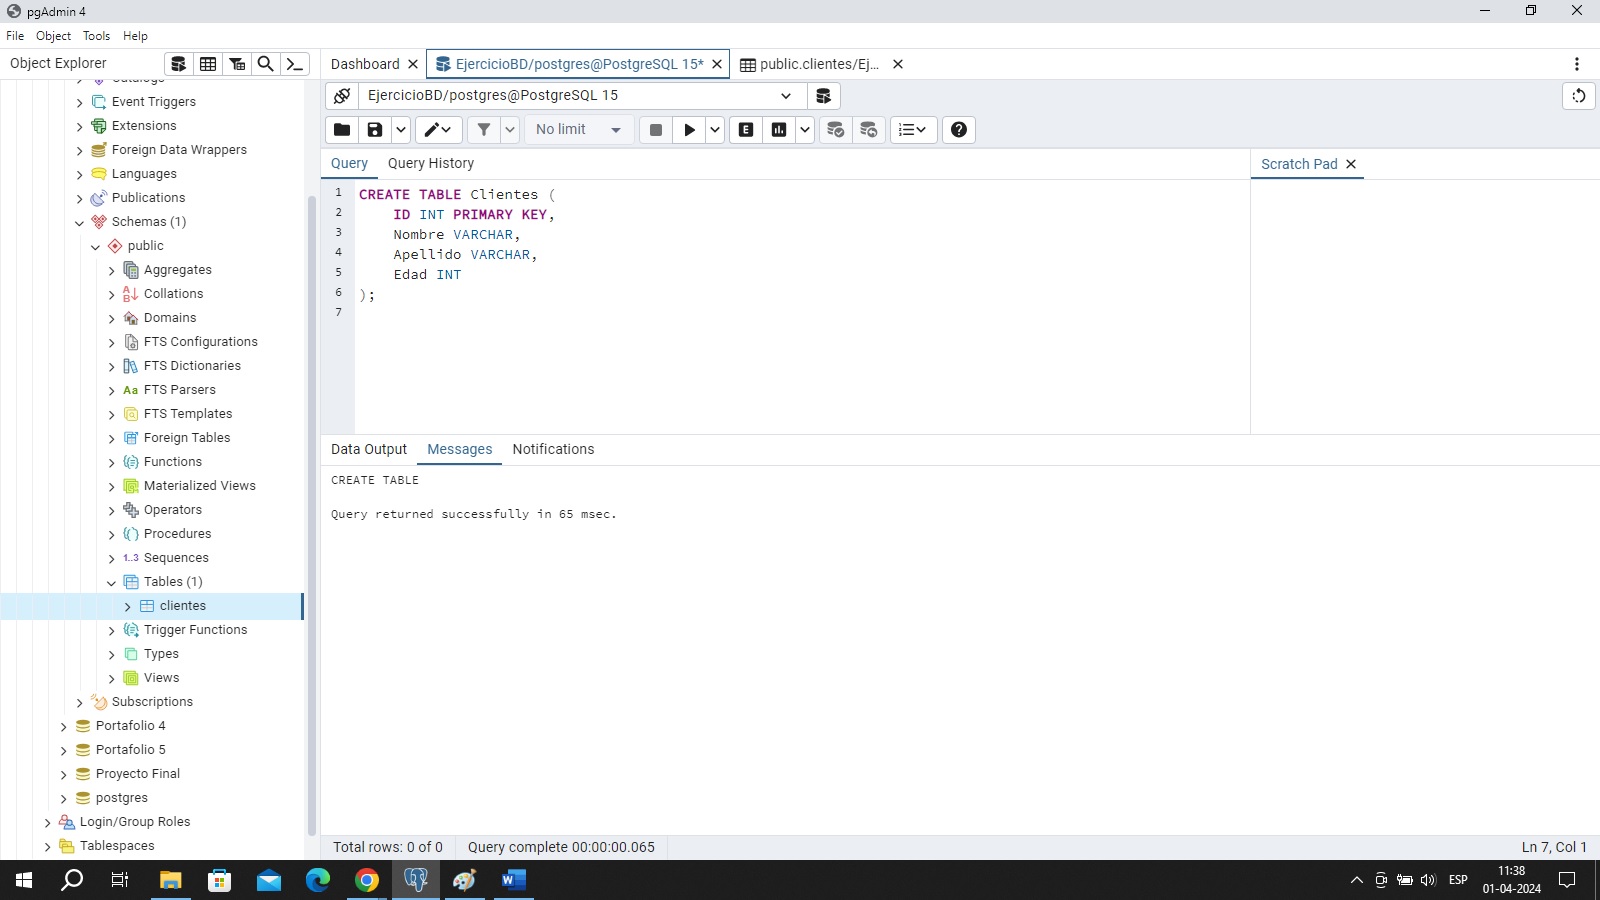 pgAdmin 4
File Object Tools Help
Object Explorer
Dashboard
EjercicioBD/postgres@PostgreSQL 15*
public.clientes/Ej...
EjercicioBD/postgres@PostgreSQL 15
No limit
Query Query History
Scratch Pad
1 CREATE TABLE Clientes (
2 ID INT PRIMARY KEY,
3 Nombre VARCHAR,
4 Apellido VARCHAR,
5 Edad INT
6 );
7
Data Output Messages Notifications
CREATE TABLE
Query returned successfully in 65 msec.
Total rows: 0 of 0
Query complete 00:00:00.065
Ln 7, Col 1
Event Triggers
Extensions
Foreign Data Wrappers
Languages
Publications
Schemas (1)
public
Aggregates
Collations
Domains
FTS Configurations
FTS Dictionaries
Aa FTS Parsers
FTS Templates
Foreign Tables
Functions
Materialized Views
Operators
Procedures
1..3 Sequences
Tables (1)
clientes
Trigger Functions
Types
Views
Subscriptions
Portafolio 4
Portafolio 5
Proyecto Final
postgres
Login/Group Roles
Tablespaces
ESP
11:38
01-04-2024